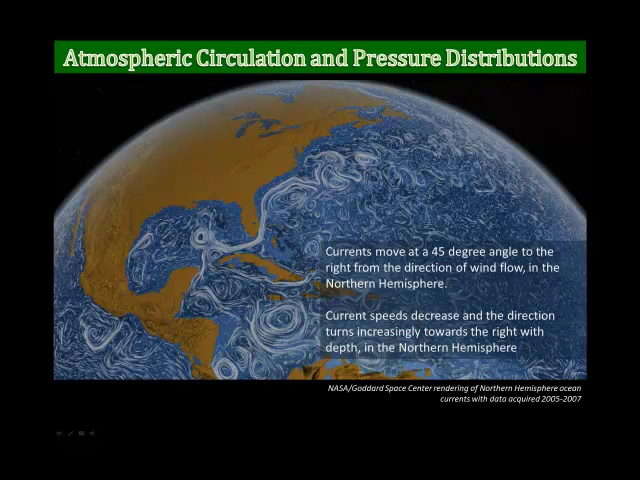 Atmospheric Circulation and Pressure Distributions
Currents move at a 45 degree angle to the
right from the direction of wind flow, in the
Northern Hemisphere.
Current speeds decrease and the direction
turns increasingly towards the right with
depth, in the Northern Hemisphere
NASA/Goddard Space Center rendering of Northern Hemisphere ocean
currents with data acquired 2005-2007